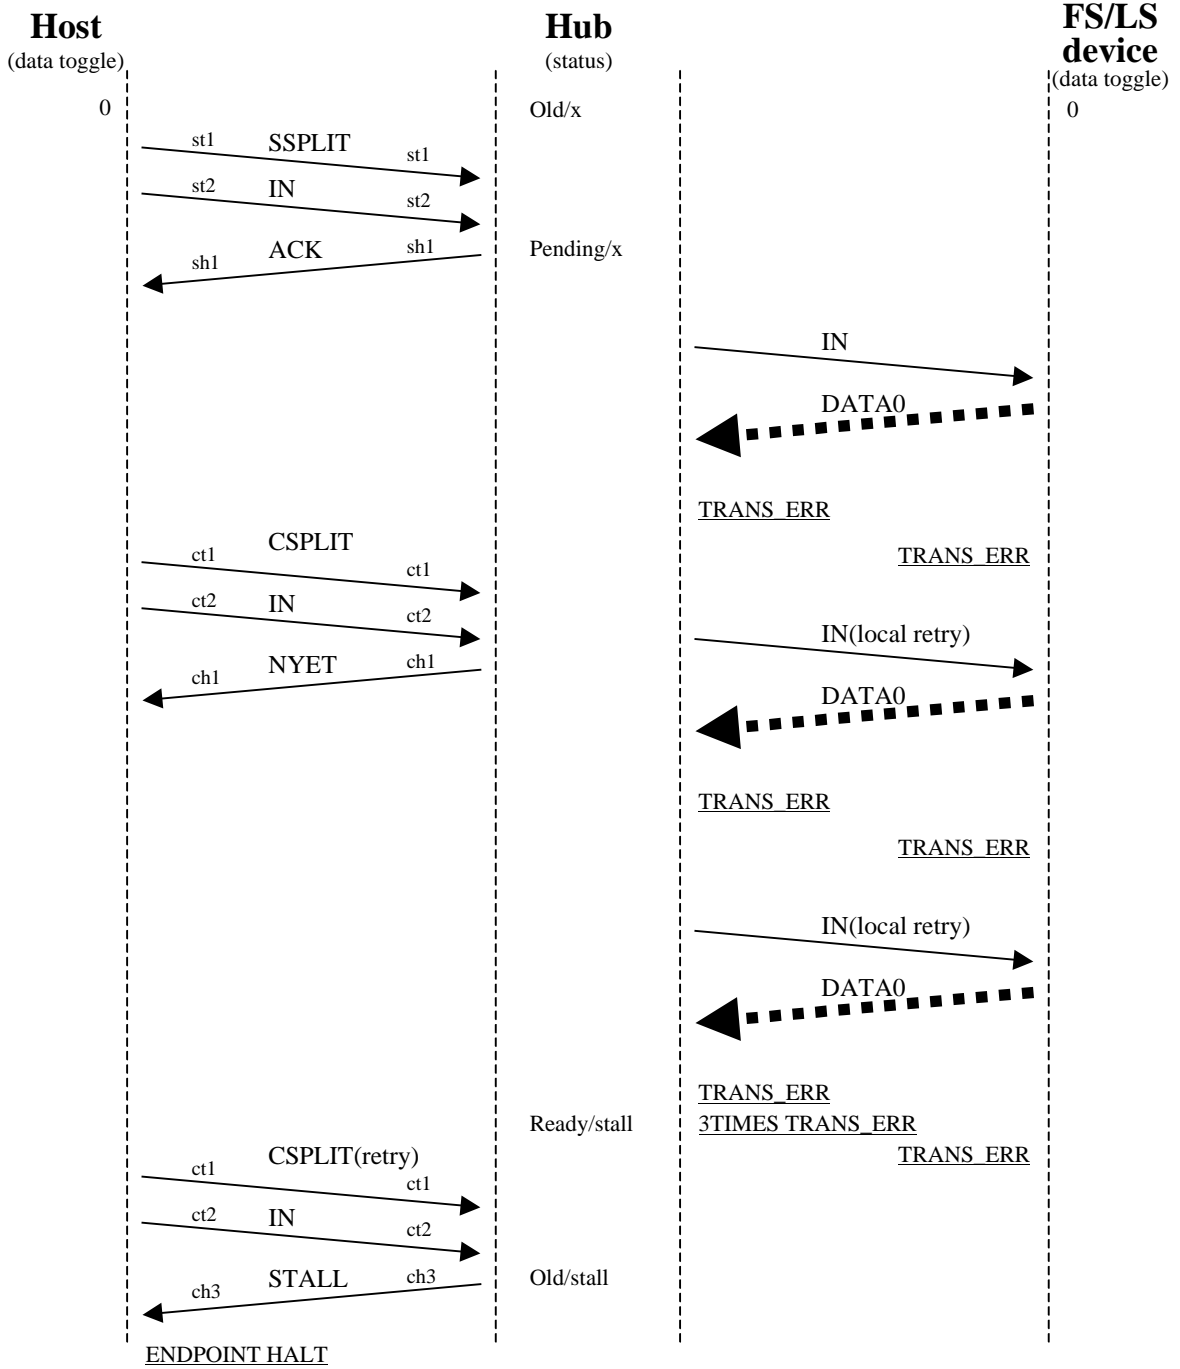 Host
(data toggle)
Hub
(status)
FS/LS
device
(data toggle)
0
Old/x
0
st1
SSPLIT
st1
st2
IN
st2
ACK
sh1
sh1
Pending/x
IN
DATA0
TRANS_ERR
TRANS_ERR
CSPLIT
ct1
ct1
ct2
IN
ct2
NYET
ch1
ch1
IN(local retry)
DATA0
TRANS_ERR
TRANS_ERR
IN(local retry)
DATA0
TRANS_ERR
Ready/stall
3TIMES TRANS_ERR
TRANS_ERR
CSPLIT(retry)
ct1
ct1
ct2
IN
ct2
STALL
ch3
ch3
Old/stall
ENDPOINT HALT